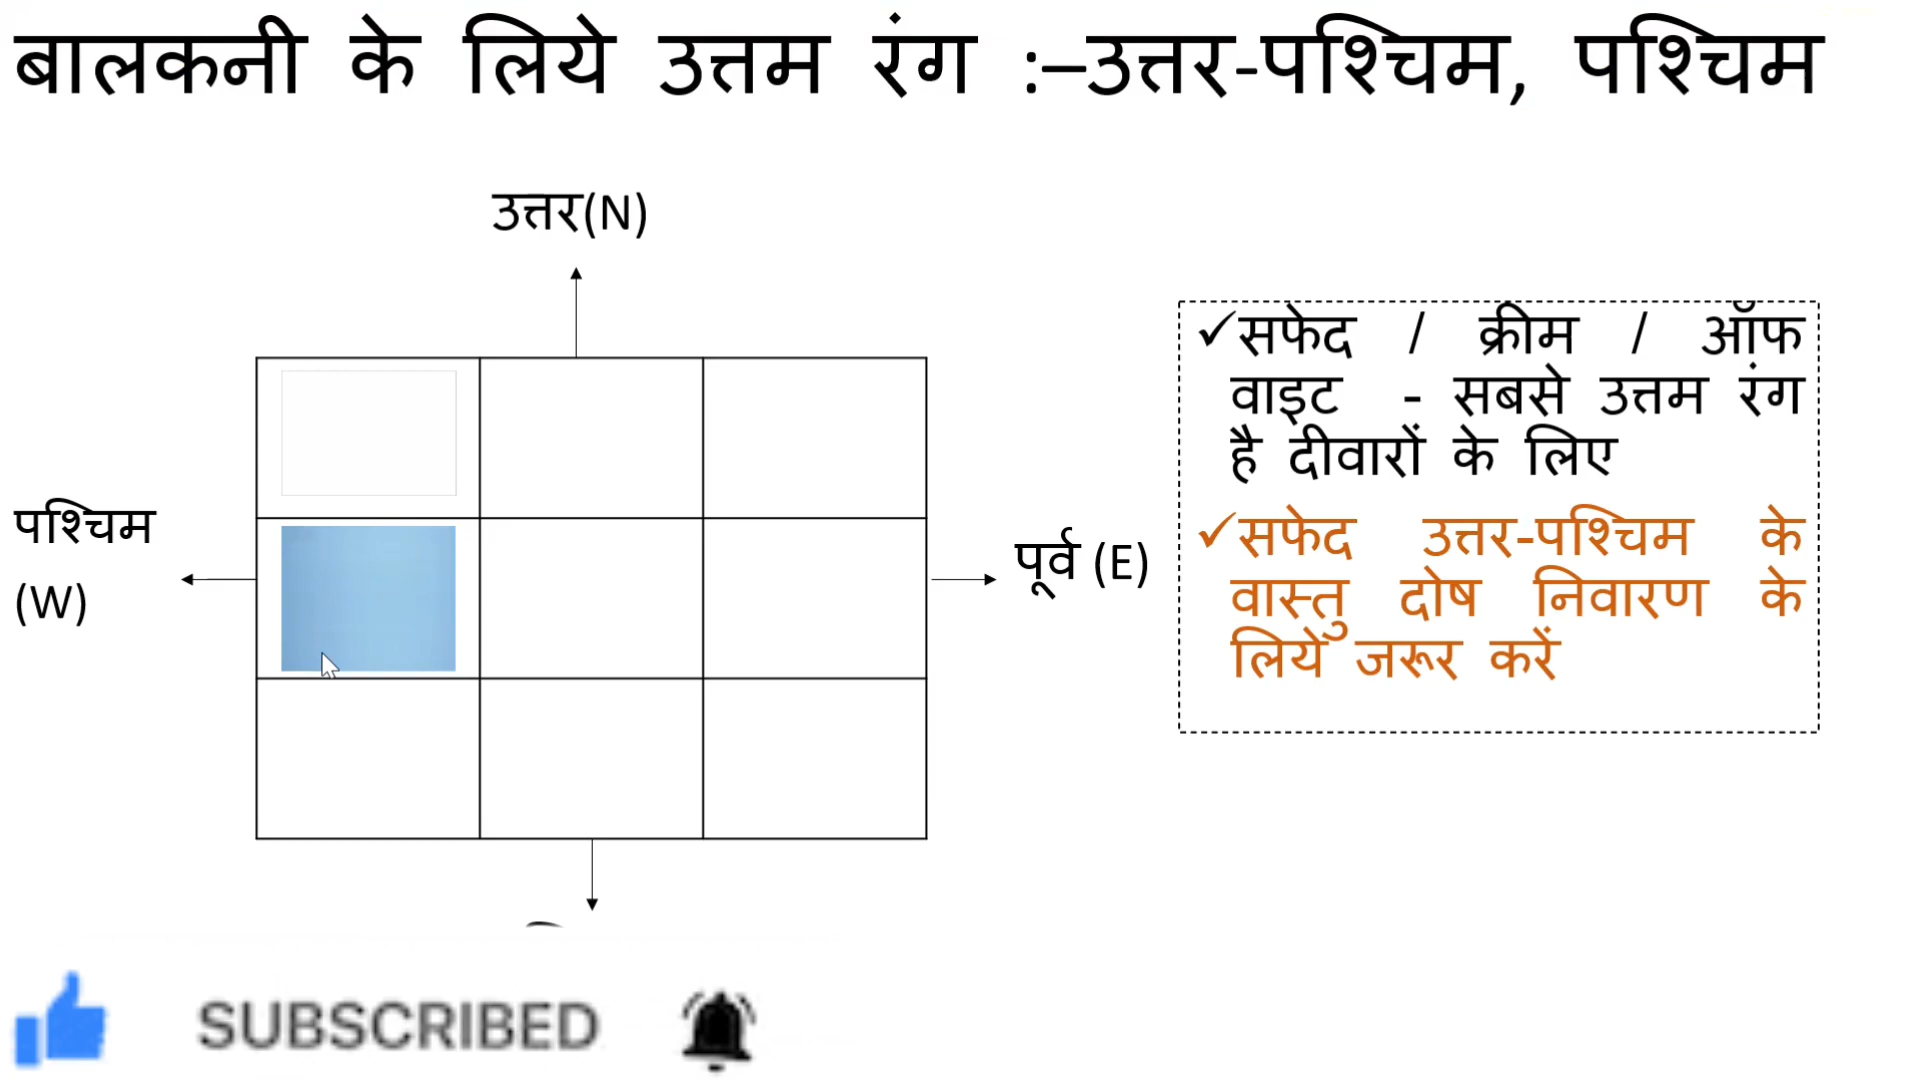 बालकनी के लिये उत्तम रंग :–उत्तर-पश्चिम, पश्चिम
उत्तर(N)
पश्चिम
(W)
पूर्व (E)
✓सफेद / क्रीम / ऑफ
वाइट - सबसे उत्तम रंग
है दीवारों के लिए
✓सफेद उत्तर-पश्चिम के
वास्तु दोष निवारण के
लिये जरूर करें
SUBSCRIBED